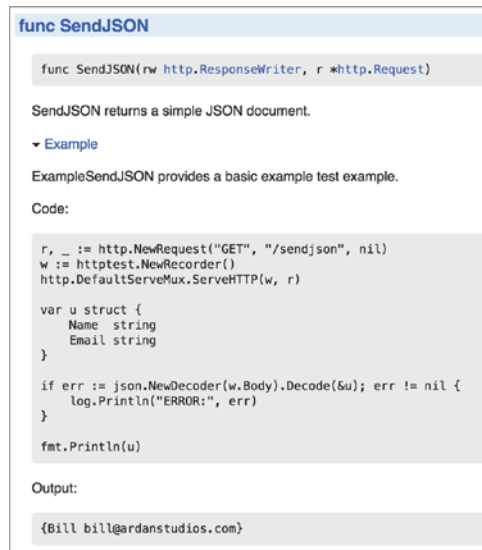 func SendJSON
func SendJSON(rw http.ResponseWriter, r *http.Request)
SendJSON returns a simple JSON document.
▾ Example
ExampleSendJSON provides a basic example test example.
Code:
r, _ := http.NewRequest("GET", "/sendjson", nil)
w := httptest.NewRecorder()
http.DefaultServeMux.ServeHTTP(w, r)
var u struct {
    Name  string
    Email string
}
if err := json.NewDecoder(w.Body).Decode(&u); err != nil {
    log.Println("ERROR:", err)
}
fmt.Println(u)
Output:
{Bill bill@ardanstudios.com}